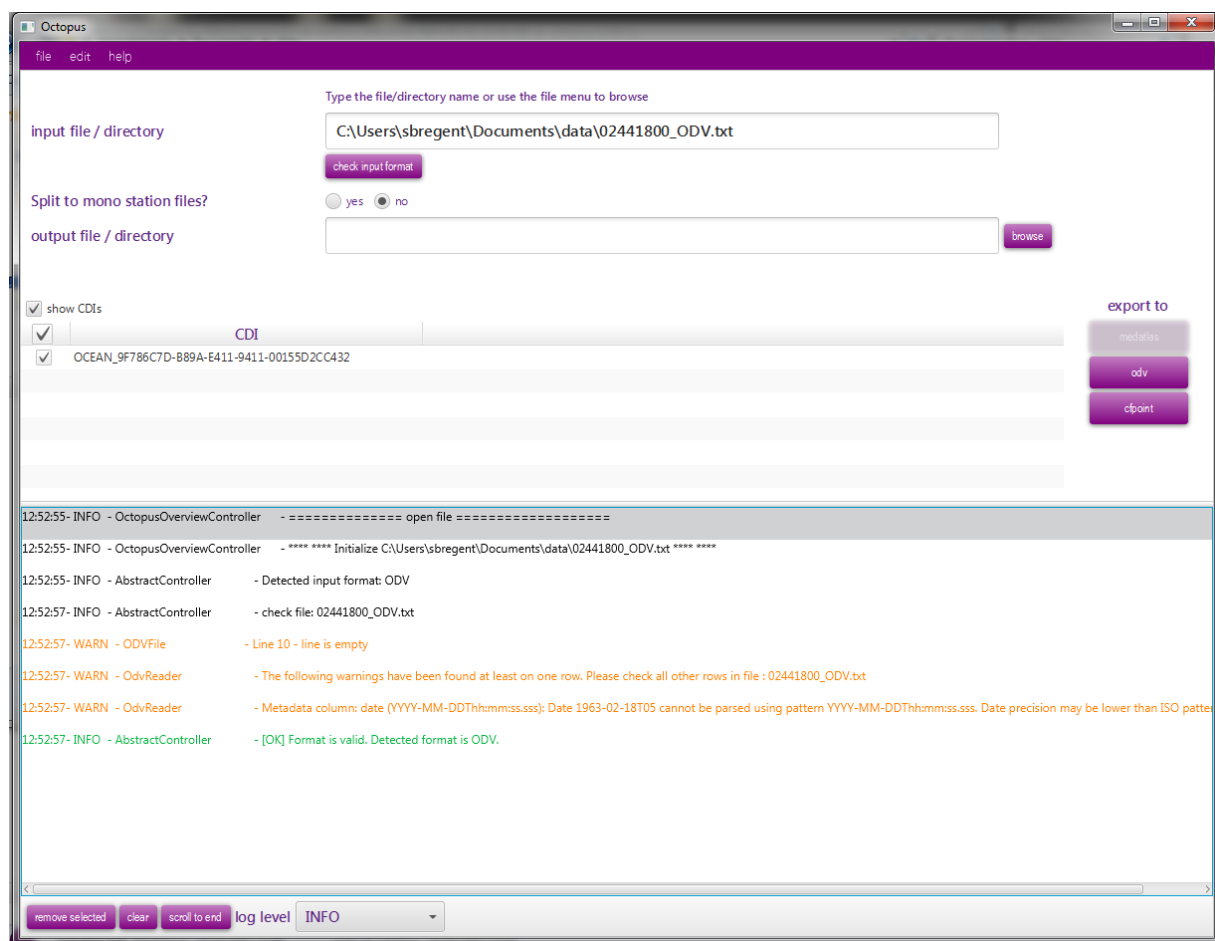 Octopus
file edit help
Type the file/directory name or use the file menu to browse
input file / directory C:\Users\sbregent\Documents\data\02441800_ODV.txt
check input format
Split to mono station files? yes no
output file / directory browse
show CDIs
export to
CDI
medatlas
OCEAN_9F786C7D-B89A-E411-9411-00155D2CC432
odv
cfpoint
12:52:55- INFO - OctopusOverviewController - ============== open file ===================
12:52:55- INFO - OctopusOverviewController - **** **** Initialize C:\Users\sbregent\Documents\data\02441800_ODV.txt **** ****
12:52:55- INFO - AbstractController - Detected input format: ODV
12:52:57- INFO - AbstractController - check file: 02441800_ODV.txt
12:52:57- WARN - ODVFile - Line 10 - line is empty
12:52:57- WARN - OdvReader - The following warnings have been found at least on one row. Please check all other rows in file : 02441800_ODV.txt
12:52:57- WARN - OdvReader - Metadata column: date (YYYY-MM-DDThh:mm:ss.sss): Date 1963-02-18T05 cannot be parsed using pattern YYYY-MM-DDThh:mm:ss.sss. Date precision may be lower than ISO patter
12:52:57- INFO - AbstractController - [OK] Format is valid. Detected format is ODV.
remove selected clear scroll to end log level INFO